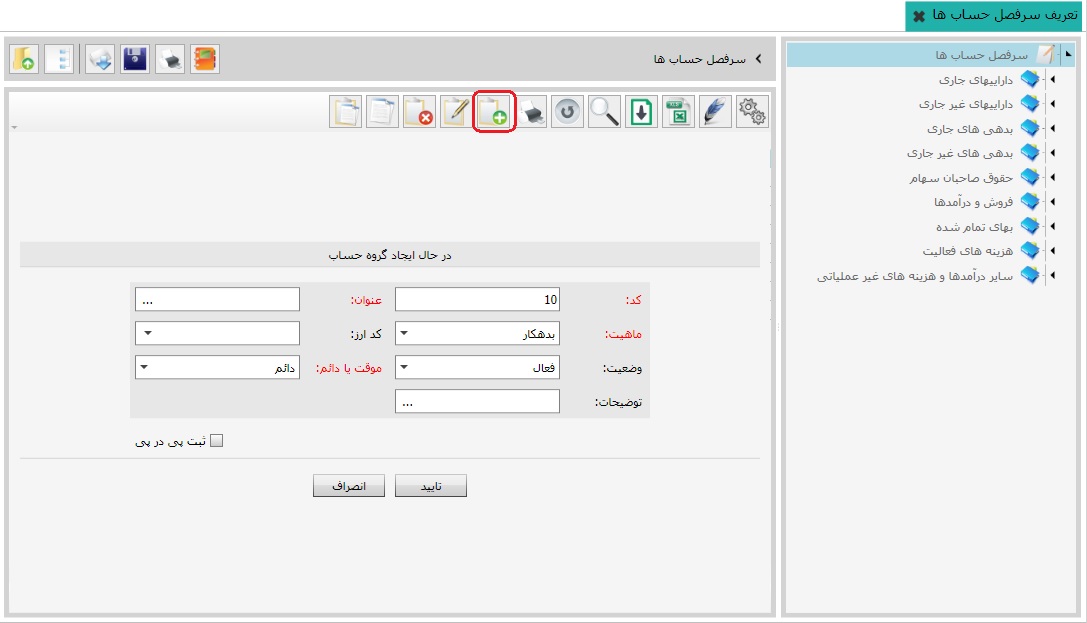 تعریف سرفصل حساب ها
سرفصل حساب ها
داراییهای جاری
داراییهای غیر جاری
بدهی های جاری
بدهی های غیر جاری
حقوق صاحبان سهام
فروش و درآمدها
بهای تمام شده
هزینه های فعالیت
سایر درآمدها و هزینه های غیر عملیاتی
سرفصل حساب ها
در حال ایجاد گروه حساب
کد: 10 عنوان: ...
ماهیت: بدهکار کد ارز:
وضعیت: فعال موقت یا دائم: دائم
توضیحات: ...
ثبت پی در پی
تایید انصراف